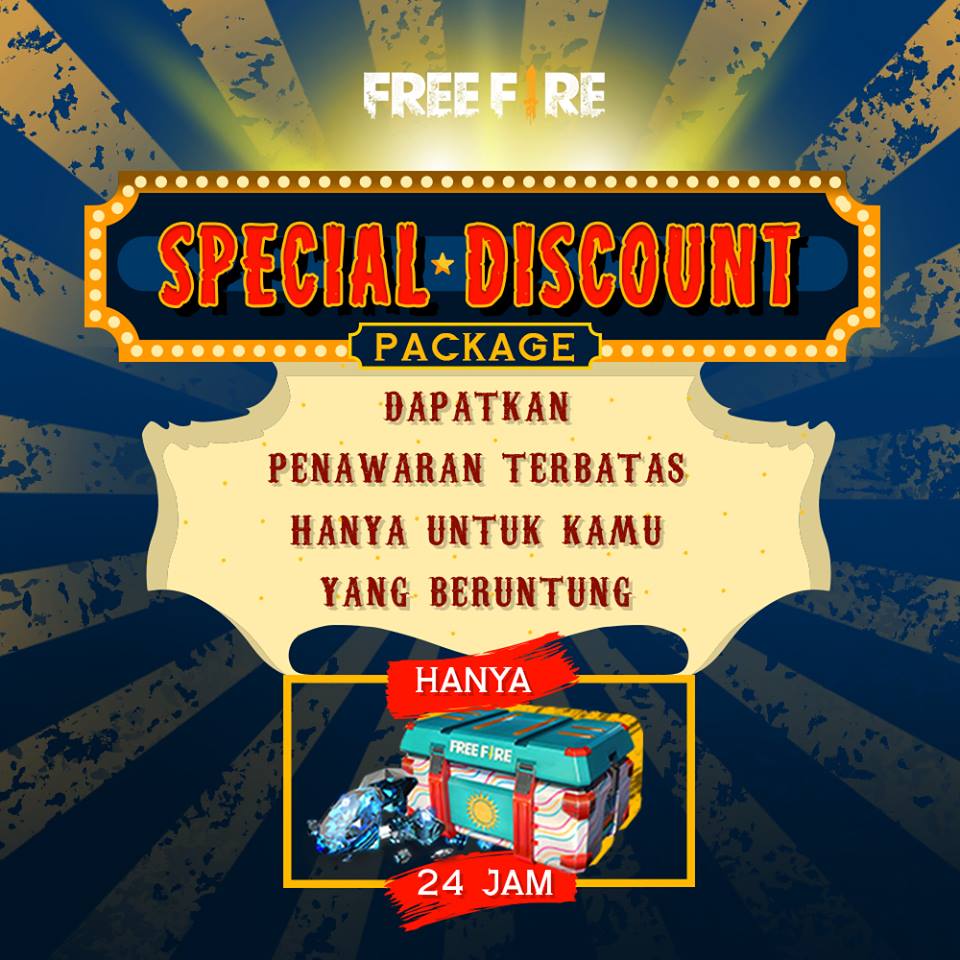 FREE FIRE
SPECIAL DISCOUNT
PACKAGE
DAPATKAN
PENAWARAN TERBATAS
HANYA UNTUK KAMU
YANG BERUNTUNG
HANYA
FREE FIRE
24 JAM